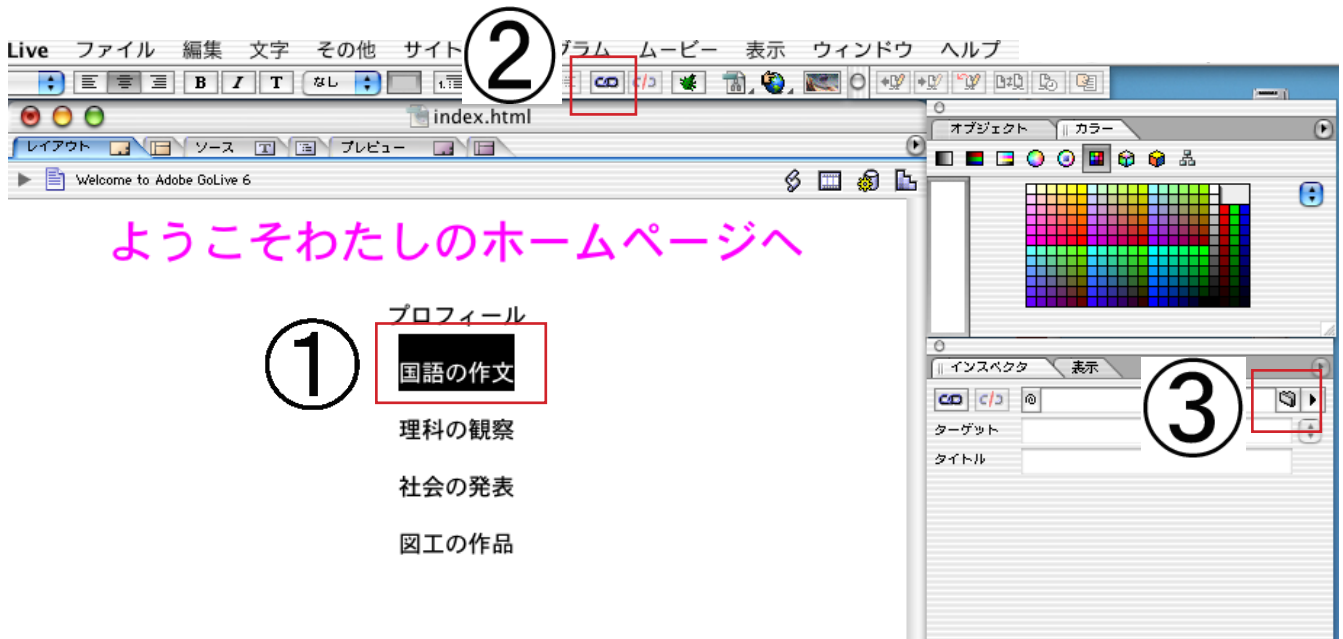 Live ファイル 編集 文字 その他 サイト グラム ムービー 表示 ウィンドウ ヘルプ
②
B I T なし
index.html
レイアウト ソース プレビュー
Welcome to Adobe GoLive 6
ようこそわたしのホームページへ
プロフィール
①
国語の作文
理科の観察
社会の発表
図工の作品
オブジェクト カラー
インスペクタ 表示
③
ターゲット
タイトル